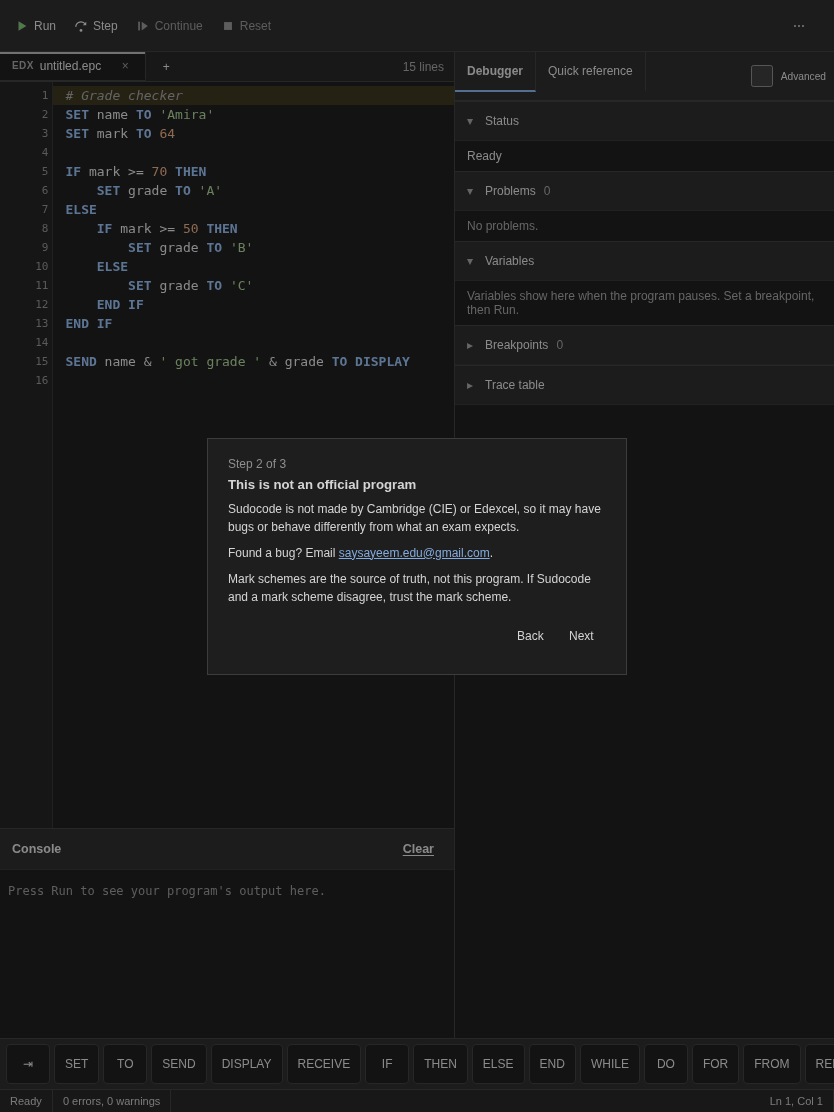 Run Step Continue Reset ⋯
EDX untitled.epc × + 15 lines
Debugger Quick reference Advanced
1 # Grade checker
2 SET name TO 'Amira'
3 SET mark TO 64
4
5 IF mark >= 70 THEN
6 SET grade TO 'A'
7 ELSE
8 IF mark >= 50 THEN
9 SET grade TO 'B'
10 ELSE
11 SET grade TO 'C'
12 END IF
13 END IF
14
15 SEND name & ' got grade ' & grade TO DISPLAY
16
▾ Status
Ready
▾ Problems 0
No problems.
▾ Variables
Variables show here when the program pauses. Set a breakpoint,
then Run.
▸ Breakpoints 0
▸ Trace table
Step 2 of 3
This is not an official program
Sudocode is not made by Cambridge (CIE) or Edexcel, so it may have
bugs or behave differently from what an exam expects.
Found a bug? Email saysayeem.edu@gmail.com.
Mark schemes are the source of truth, not this program. If Sudocode
and a mark scheme disagree, trust the mark scheme.
Back Next
Console Clear
Press Run to see your program's output here.
⇥ SET TO SEND DISPLAY RECEIVE IF THEN ELSE END WHILE DO FOR FROM
Ready 0 errors, 0 warnings Ln 1, Col 1